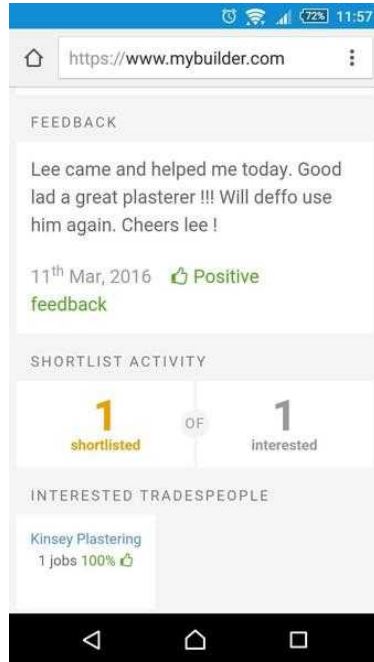 72% 11:57
https://www.mybuilder.com
FEEDBACK
Lee came and helped me today. Good
lad a great plasterer !!! Will deffo use
him again. Cheers lee !
11th Mar, 2016 Positive
feedback
SHORTLIST ACTIVITY
1 OF 1
shortlisted interested
INTERESTED TRADESPEOPLE
Kinsey Plastering
1 jobs 100%